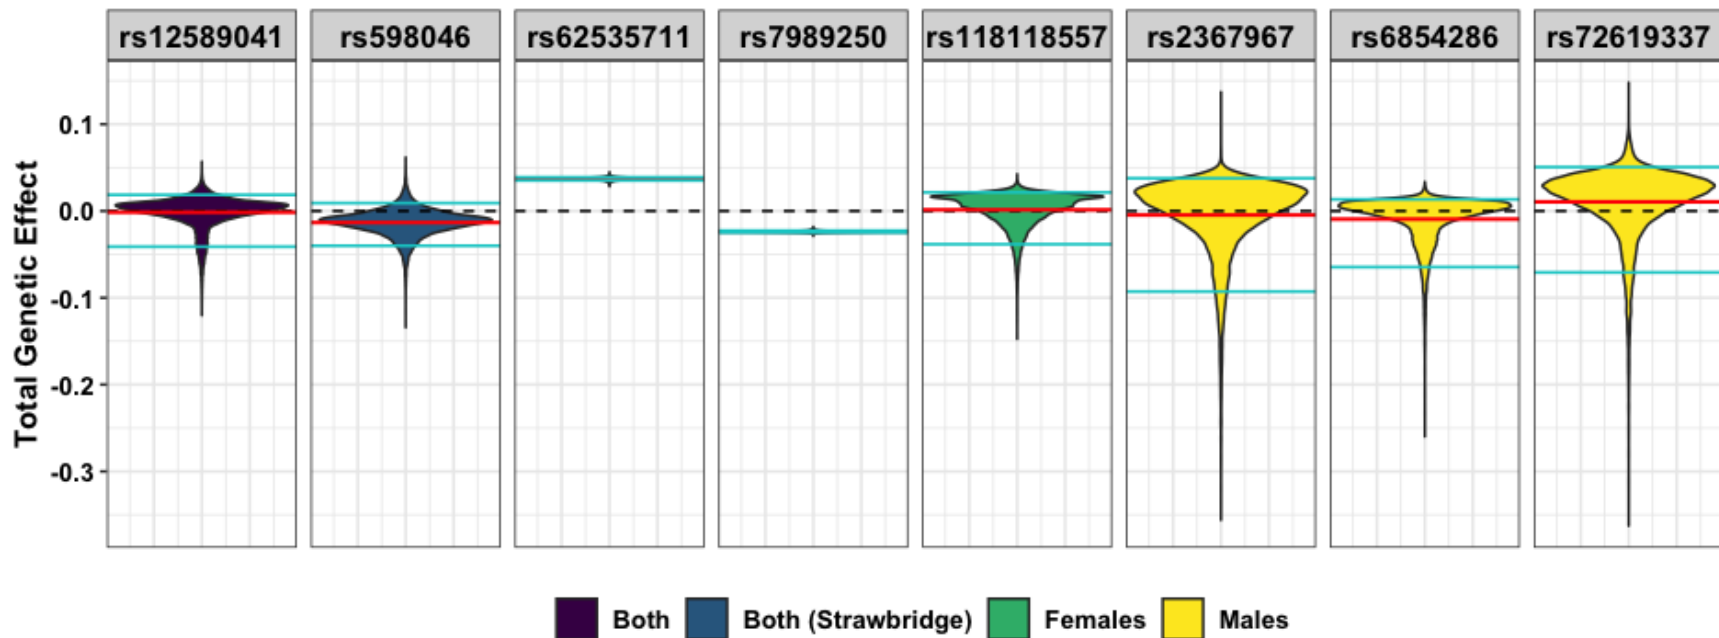 rs12589041 rs598046 rs62535711 rs7989250 rs118118557 rs2367967 rs6854286 rs72619337
Total Genetic Effect
0.1
0.0
-0.1
-0.2
-0.3
Both Both (Strawbridge) Females Males